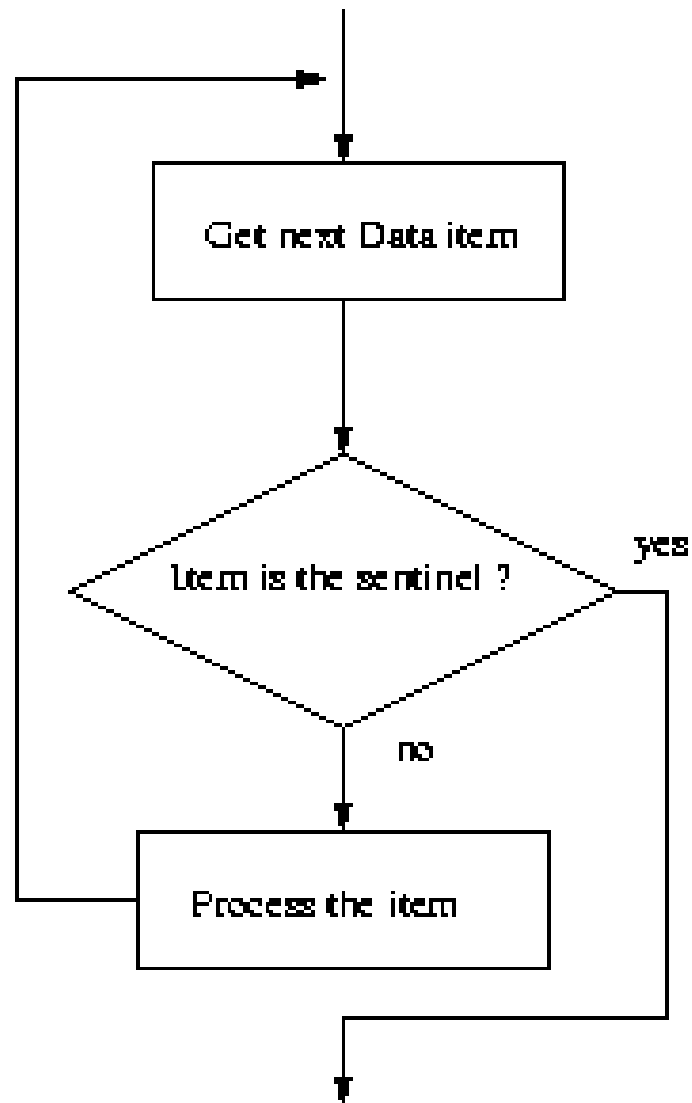 Get next Data item
yes
Item is the sentinel ?
no
Process the item